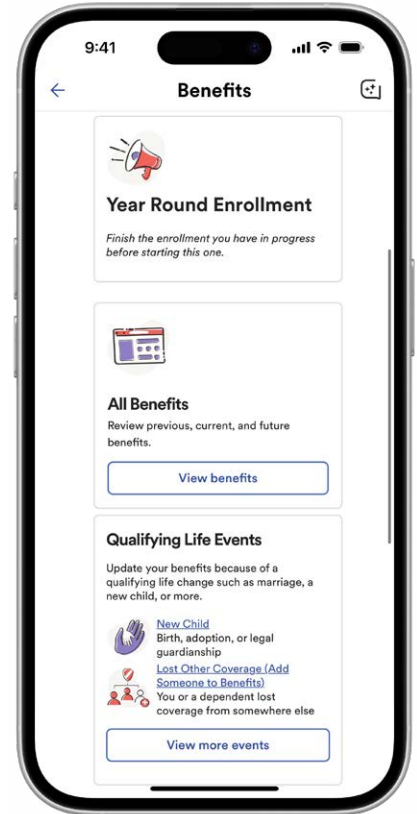 9:41
Benefits
Year Round Enrollment
Finish the enrollment you have in progress
before starting this one.
All Benefits
Review previous, current, and future
benefits.
View benefits
Qualifying Life Events
Update your benefits because of a
qualifying life change such as marriage, a
new child, or more.
New Child
Birth, adoption, or legal
guardianship
Lost Other Coverage (Add
Someone to Benefits)
You or a dependent lost
coverage from somewhere else
View more events